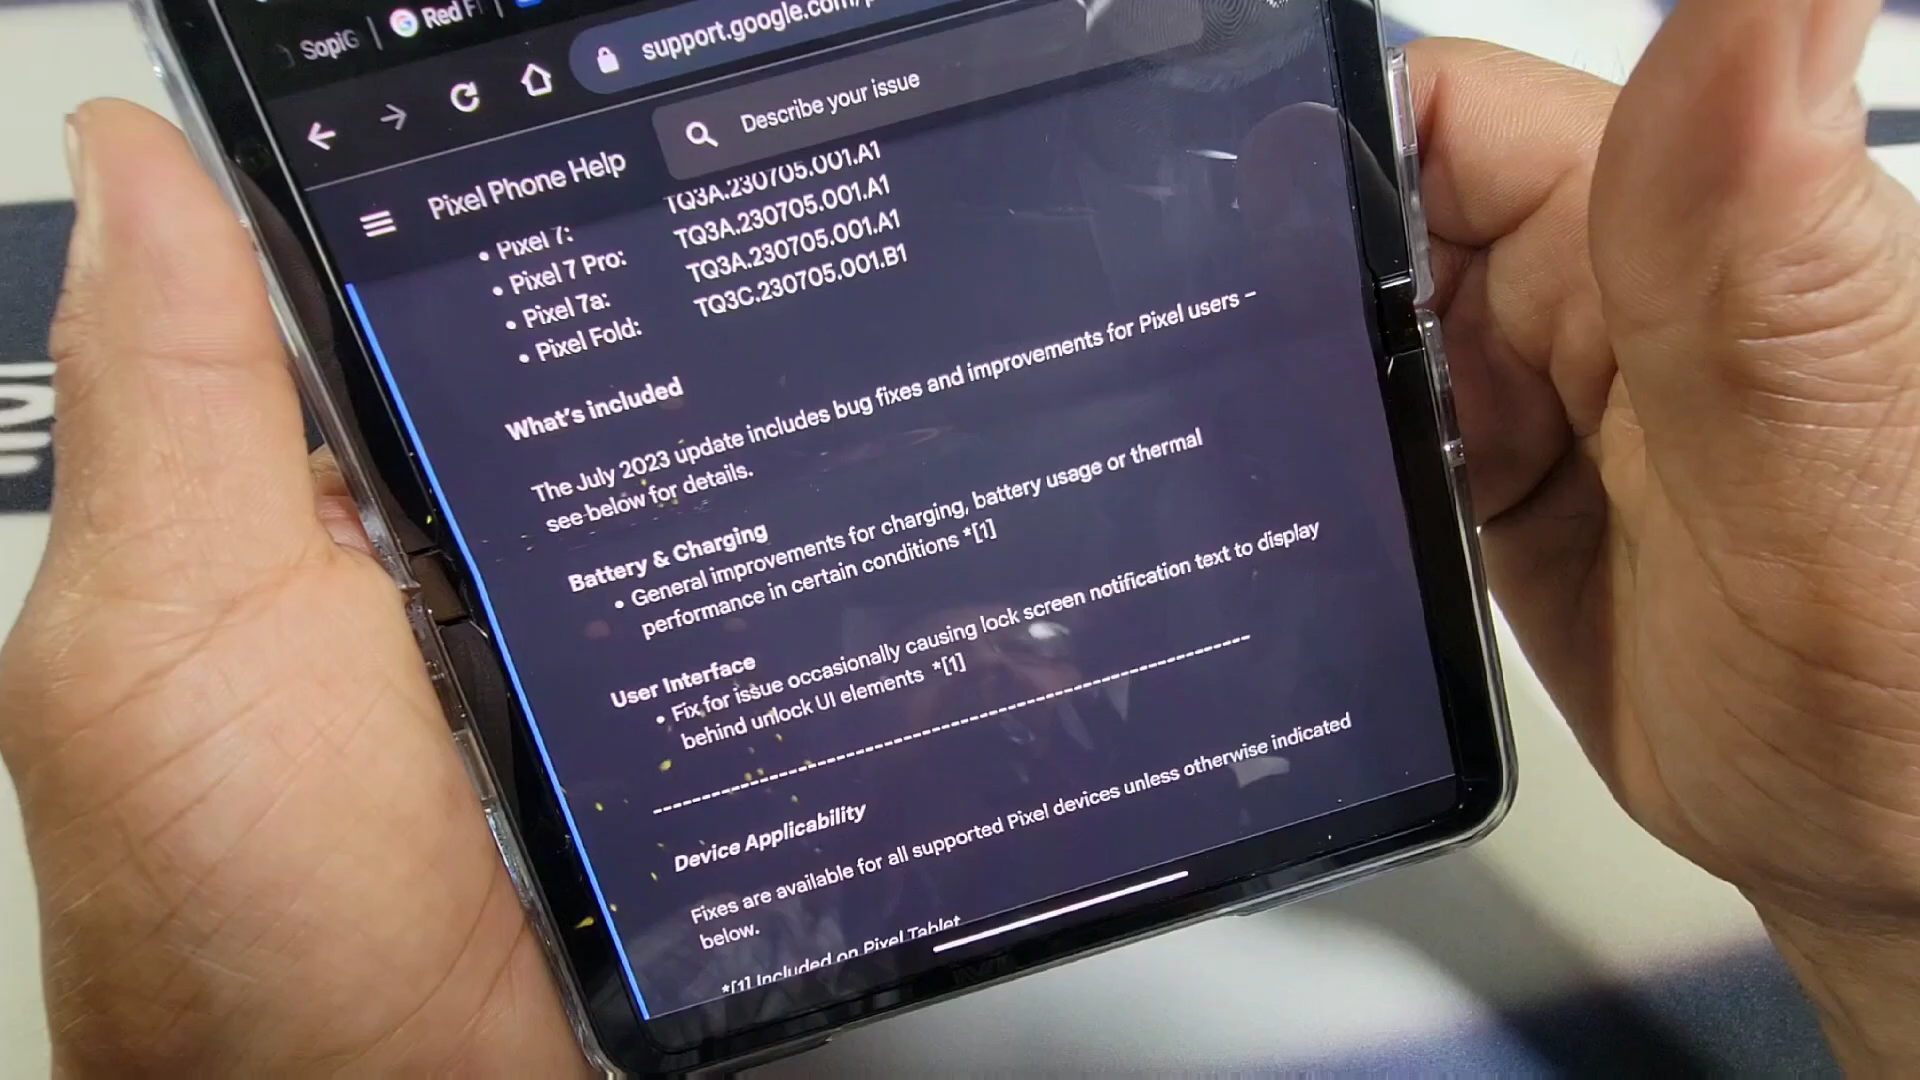 SopiG
Red F
support.google.com/p
Describe your issue
Pixel Phone Help
TQ3A.230705.001.A1
• Pixel 7: TQ3A.230705.001.A1
• Pixel 7 Pro: TQ3A.230705.001.A1
• Pixel 7a: TQ3C.230705.001.B1
• Pixel Fold:
What's included
The July 2023 update includes bug fixes and improvements for Pixel users –
see below for details.
Battery & Charging
• General improvements for charging, battery usage or thermal
performance in certain conditions *[1]
User Interface
• Fix for issue occasionally causing lock screen notification text to display
behind unlock UI elements *[1]
---------------------------------------------------------------
Device Applicability
Fixes are available for all supported Pixel devices unless otherwise indicated
below.
*[1] Included on Pixel Tablet